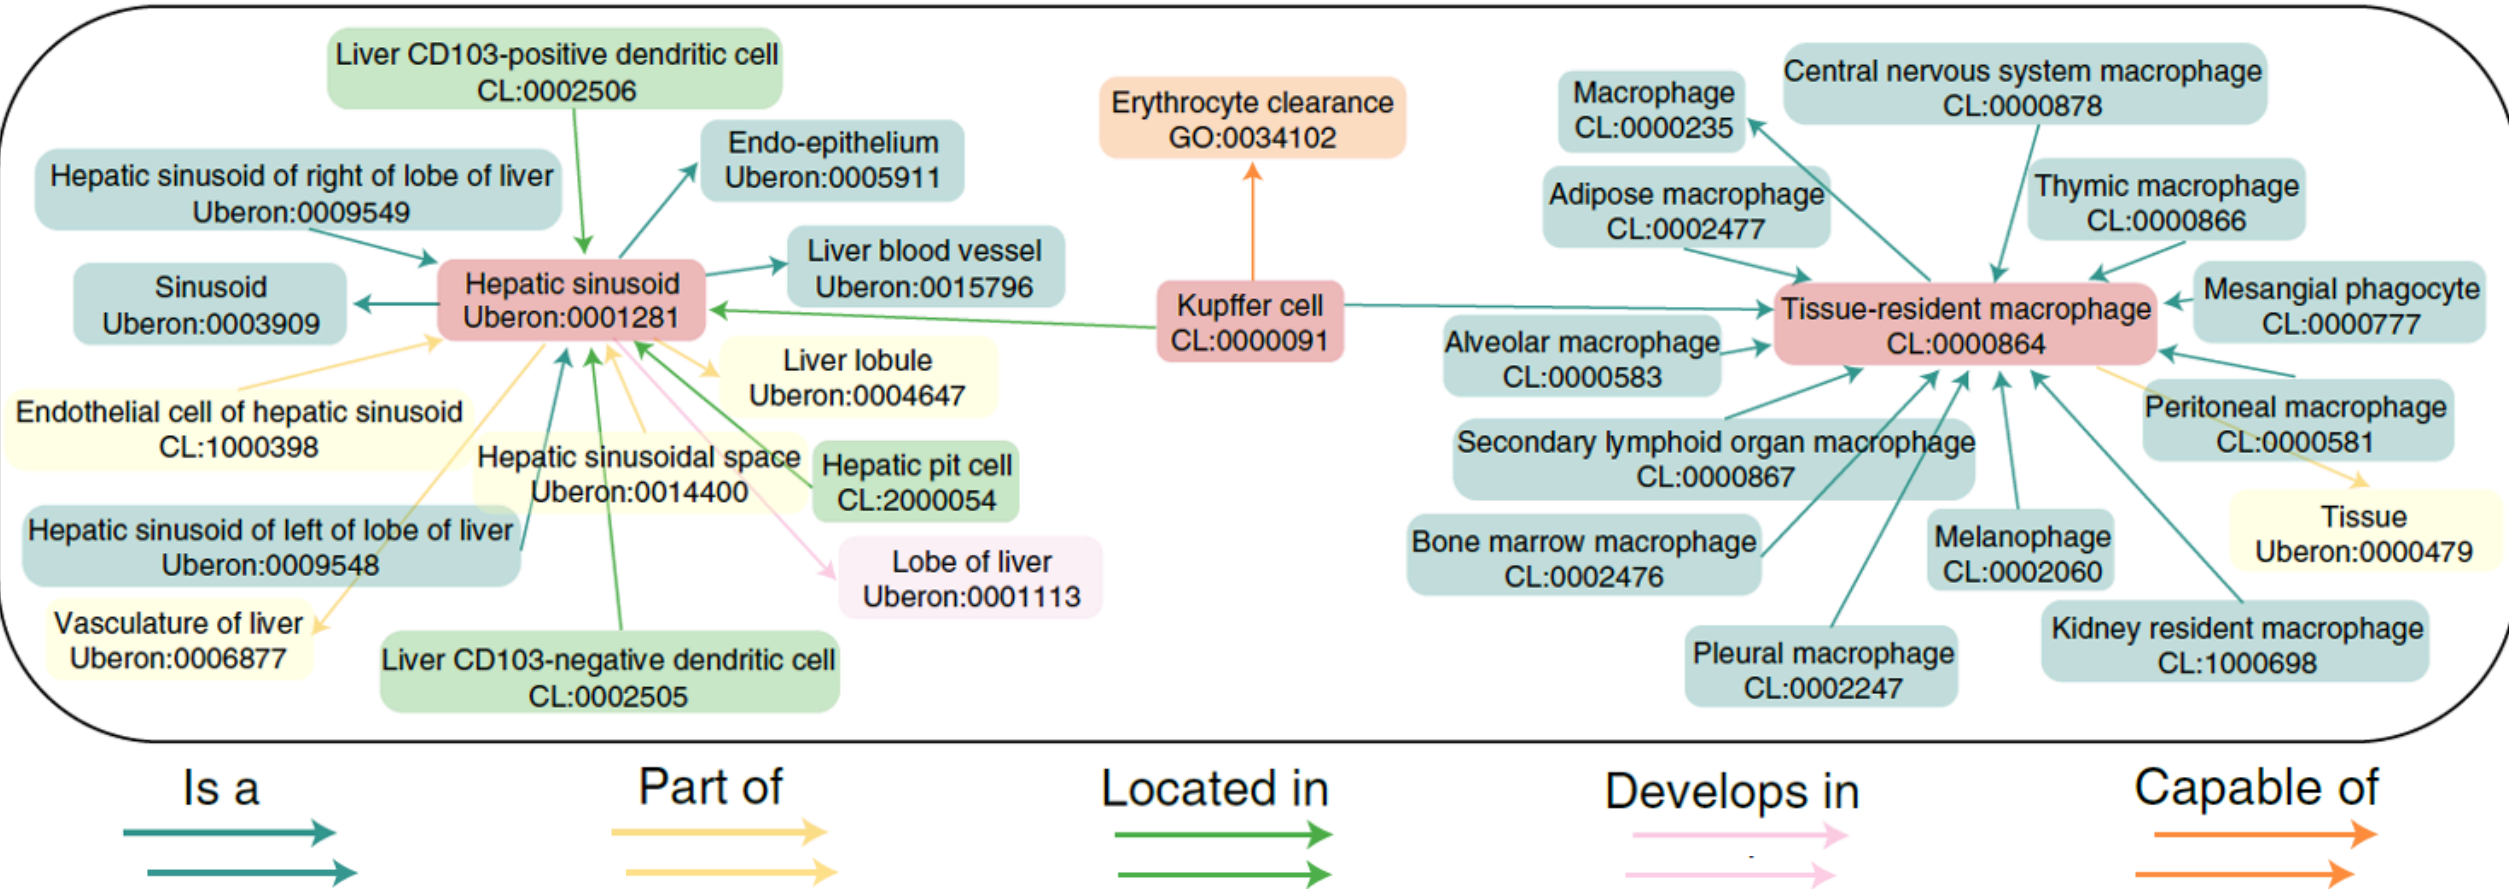 Liver CD103-positive dendritic cell
CL:0002506
Endo-epithelium
Uberon:0005911
Hepatic sinusoid of right of lobe of liver
Uberon:0009549
Liver blood vessel
Uberon:0015796
Sinusoid
Uberon:0003909
Hepatic sinusoid
Uberon:0001281
Liver lobule
Uberon:0004647
Endothelial cell of hepatic sinusoid
CL:1000398
Hepatic sinusoidal space
Uberon:0014400
Hepatic pit cell
CL:2000054
Hepatic sinusoid of left of lobe of liver
Uberon:0009548
Lobe of liver
Uberon:0001113
Vasculature of liver
Uberon:0006877
Liver CD103-negative dendritic cell
CL:0002505
Erythrocyte clearance
GO:0034102
Kupffer cell
CL:0000091
Macrophage
CL:0000235
Central nervous system macrophage
CL:0000878
Adipose macrophage
CL:0002477
Thymic macrophage
CL:0000866
Mesangial phagocyte
CL:0000777
Tissue-resident macrophage
CL:0000864
Alveolar macrophage
CL:0000583
Peritoneal macrophage
CL:0000581
Secondary lymphoid organ macrophage
CL:0000867
Tissue
Uberon:0000479
Bone marrow macrophage
CL:0002476
Melanophage
CL:0002060
Pleural macrophage
CL:0002247
Kidney resident macrophage
CL:1000698
Is a
Part of
Located in
Develops in
Capable of